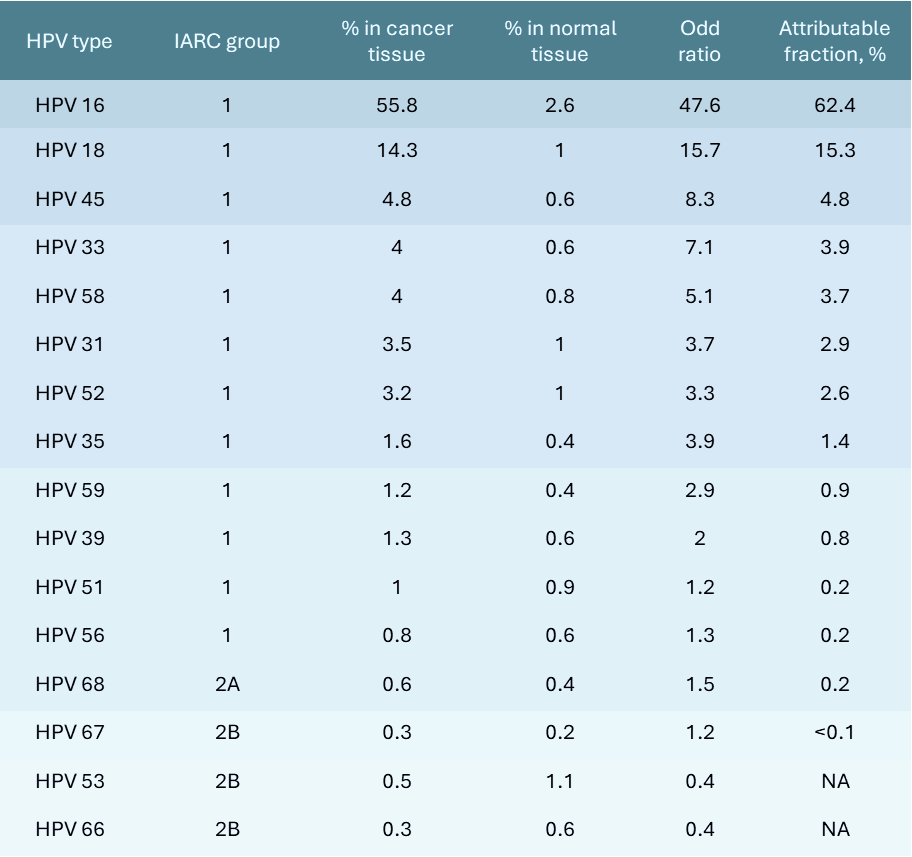 HPV type IARC group % in cancer tissue % in normal tissue Odd ratio Attributable fraction, %
HPV 16 1 55.8 2.6 47.6 62.4
HPV 18 1 14.3 1 15.7 15.3
HPV 45 1 4.8 0.6 8.3 4.8
HPV 33 1 4 0.6 7.1 3.9
HPV 58 1 4 0.8 5.1 3.7
HPV 31 1 3.5 1 3.7 2.9
HPV 52 1 3.2 1 3.3 2.6
HPV 35 1 1.6 0.4 3.9 1.4
HPV 59 1 1.2 0.4 2.9 0.9
HPV 39 1 1.3 0.6 2 0.8
HPV 51 1 1 0.9 1.2 0.2
HPV 56 1 0.8 0.6 1.3 0.2
HPV 68 2A 0.6 0.4 1.5 0.2
HPV 67 2B 0.3 0.2 1.2 <0.1
HPV 53 2B 0.5 1.1 0.4 NA
HPV 66 2B 0.3 0.6 0.4 NA